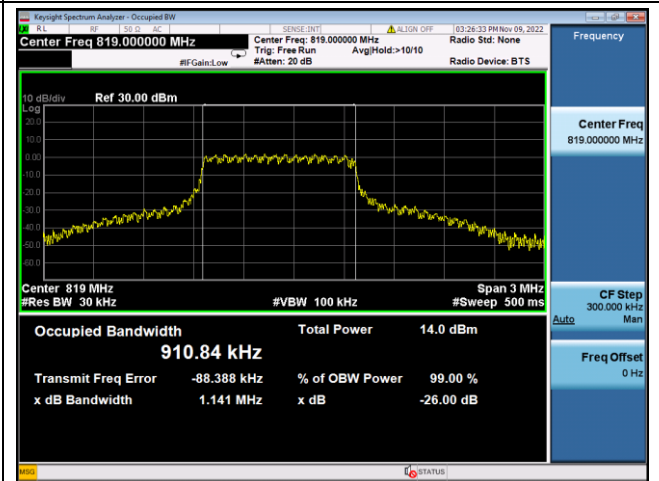 Keysight Spectrum Analyzer - Occupied BW
RL RF 50 Ω AC SENSE:INT ALIGN OFF 03:26:33 PM Nov 09, 2022
Center Freq 819.000000 MHz
Center Freq: 819.000000 MHz Radio Std: None
Trig: Free Run Avg|Hold:>10/10
#IFGain:Low #Atten: 20 dB Radio Device: BTS
10 dB/div Ref 30.00 dBm
Log
20.0
10.0
0.00
-10.0
-20.0
-30.0
-40.0
-50.0
-60.0
Center 819 MHz Span 3 MHz
#Res BW 30 kHz #VBW 100 kHz #Sweep 500 ms
Occupied Bandwidth Total Power 14.0 dBm
910.84 kHz
Transmit Freq Error -88.388 kHz % of OBW Power 99.00 %
x dB Bandwidth 1.141 MHz x dB -26.00 dB
MSG STATUS
Frequency
Center Freq
819.000000 MHz
CF Step
300.000 kHz
Auto Man
Freq Offset
0 Hz